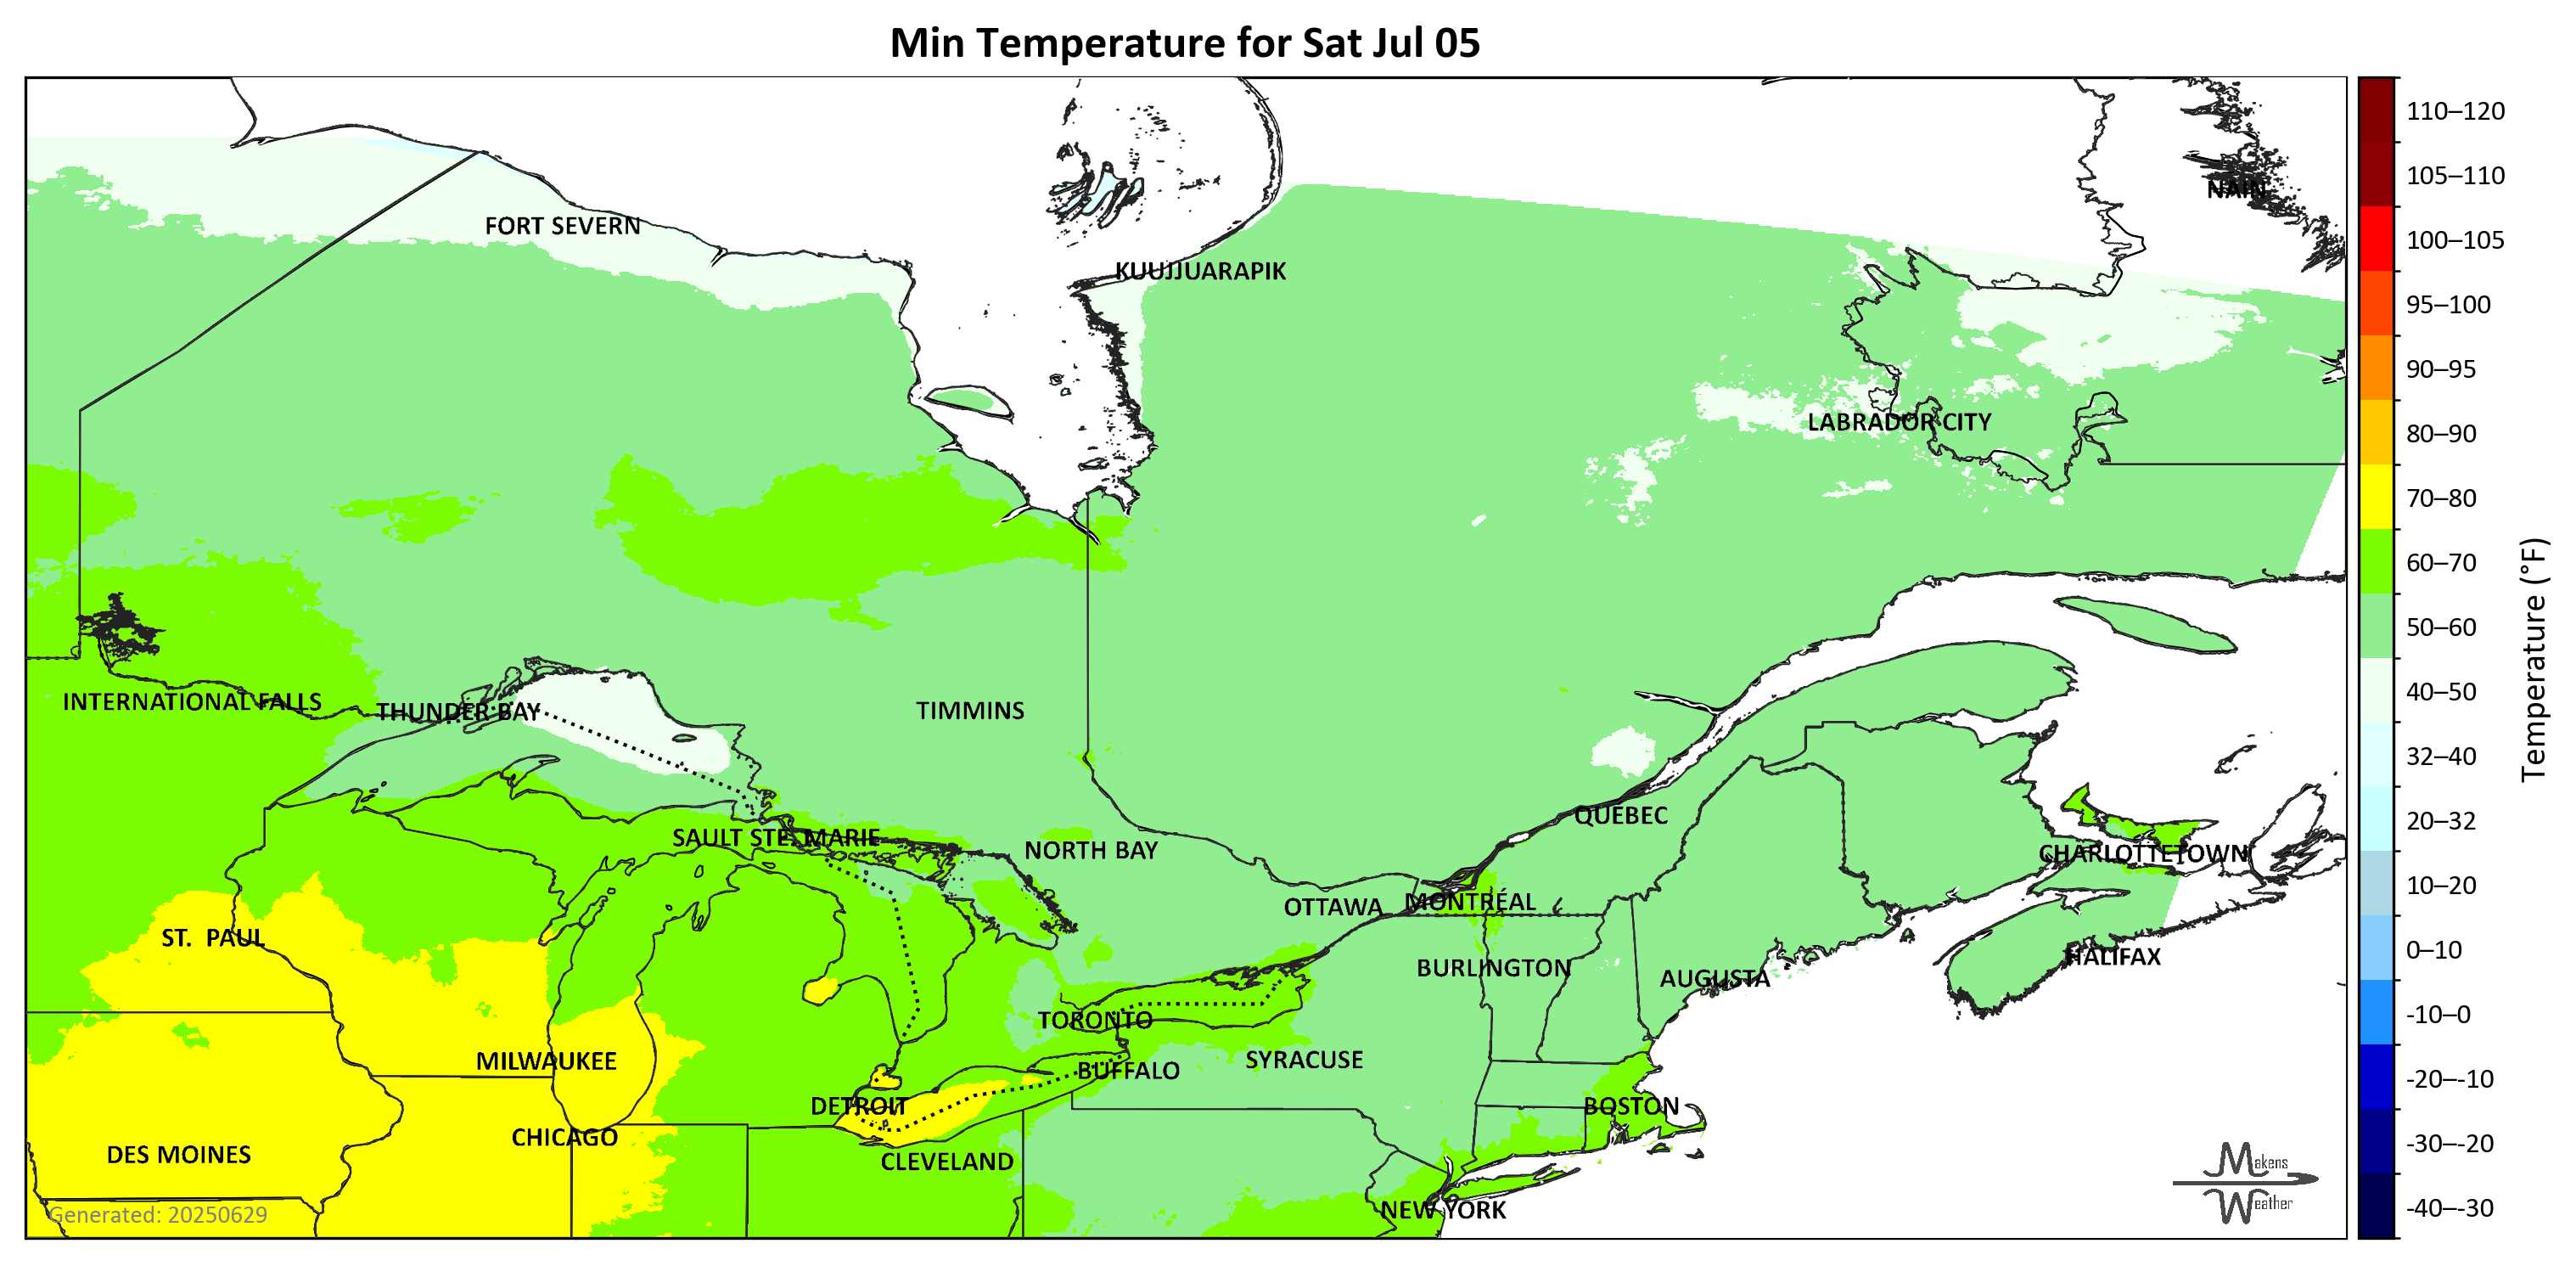 Min Temperature for Sat Jul 05
NAIN
FORT SEVERN
KUUJJUARAPIK
LABRADOR CITY
INTERNATIONAL FALLS
THUNDER BAY
TIMMINS
QUÉBEC
SAULT STE. MARIE
NORTH BAY
CHARLOTTETOWN
OTTAWA
MONTRÉAL
ST. PAUL
BURLINGTON
AUGUSTA
HALIFAX
TORONTO
MILWAUKEE
SYRACUSE
BUFFALO
DETROIT
BOSTON
CHICAGO
DES MOINES
CLEVELAND
NEW YORK
Generated: 20250629
Makens
Weather
110–120
105–110
100–105
95–100
90–95
80–90
70–80
60–70
50–60
40–50
32–40
20–32
10–20
0–10
-10–0
-20–-10
-30–-20
-40–-30
Temperature (°F)